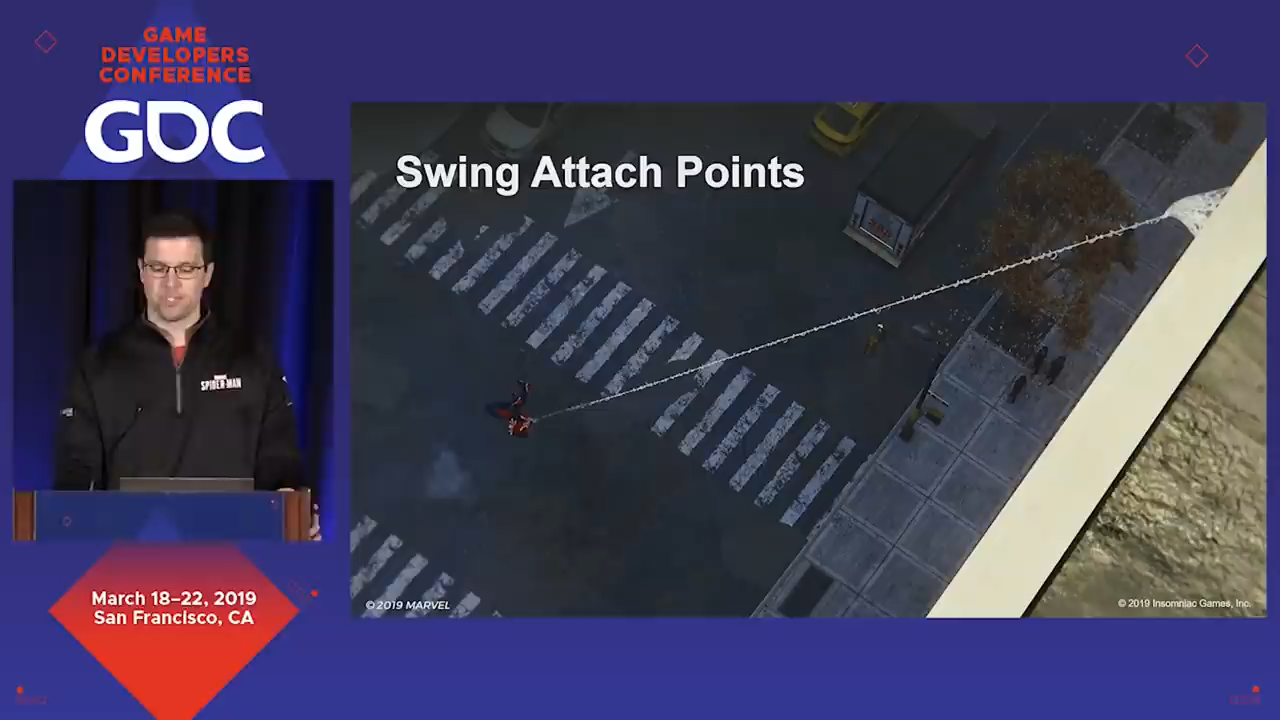 GAME
DEVELOPERS
CONFERENCE
GDC
Swing Attach Points
SPIDER-MAN
March 18–22, 2019
San Francisco, CA
© 2019 MARVEL
© 2019 Insomniac Games, Inc.